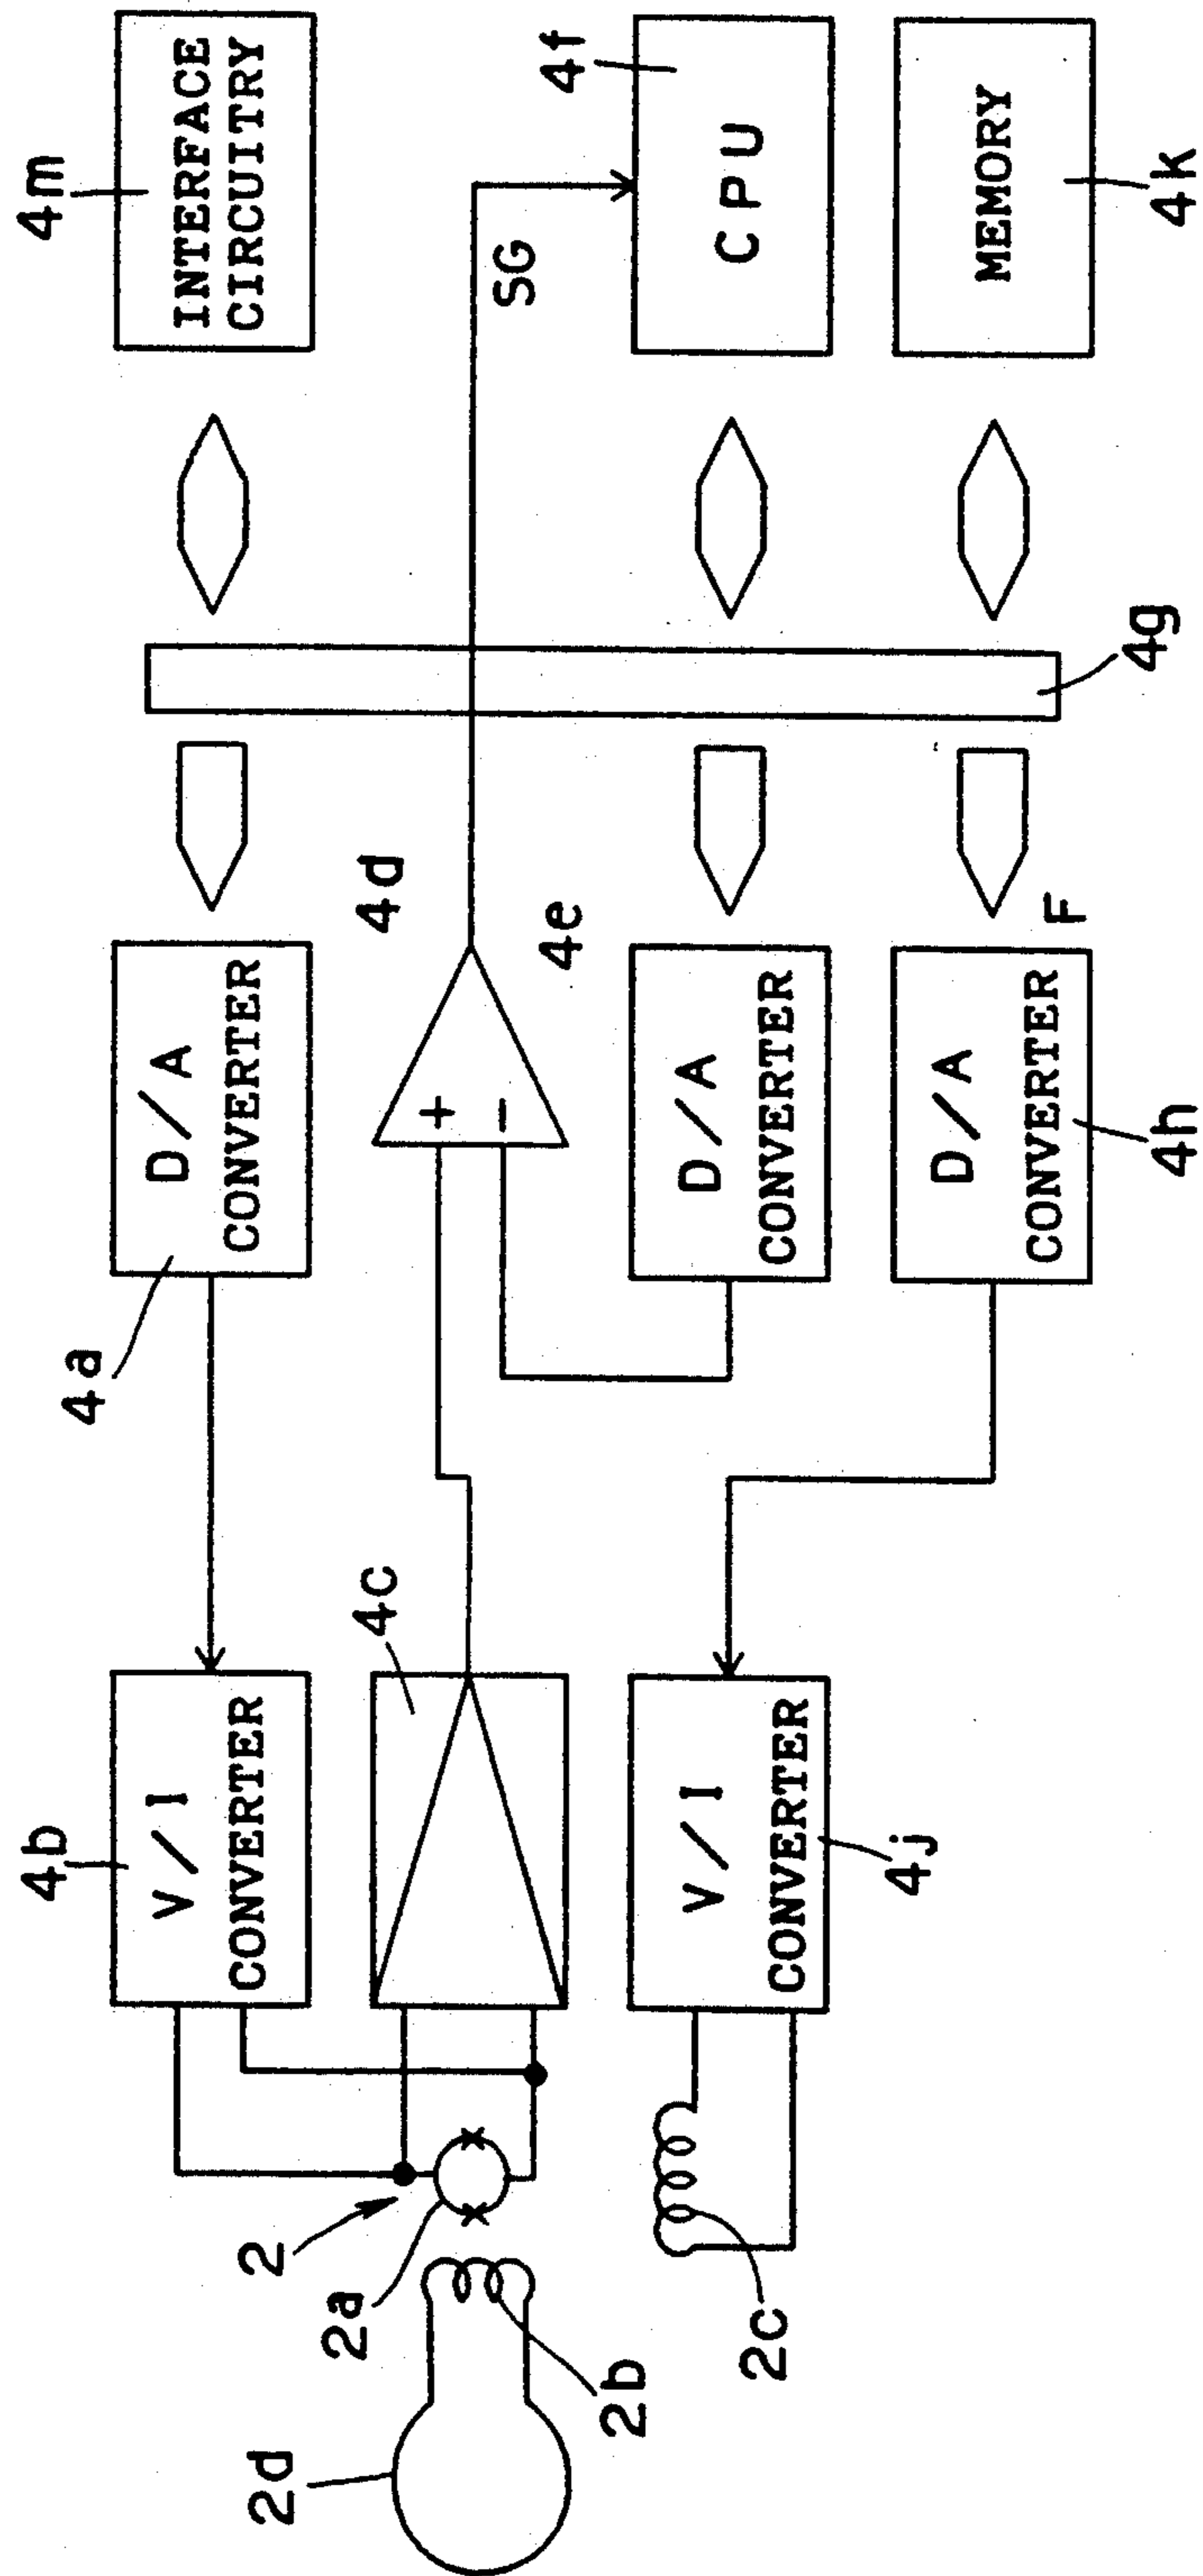 4m
INTERFACE
CIRCUITRY
4f
C P U
MEMORY
4k
SG
4g
4d
4e
F
D/A
CONVERTER
4a
+
−
D/A
CONVERTER
D/A
CONVERTER
4h
4b
V/I
CONVERTER
4c
V/I
CONVERTER
4j
2
2a
2b
2c
2d